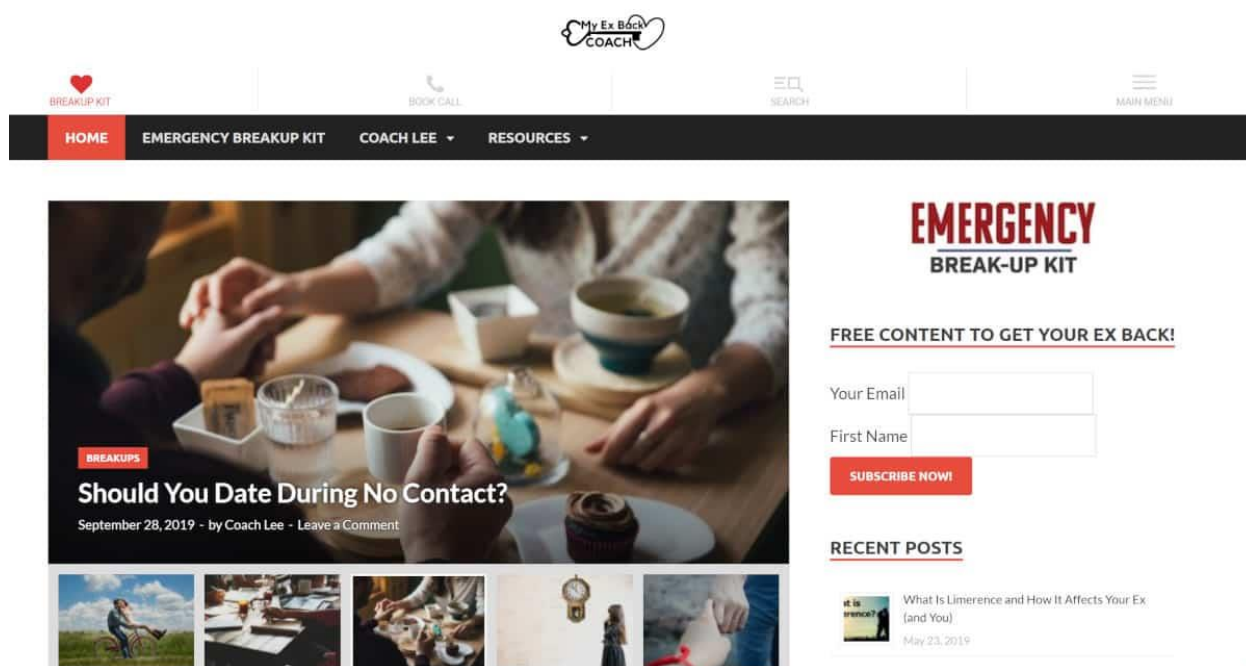 My Ex Back
COACH
BREAKUP KIT
BOOK CALL
SEARCH
MAIN MENU
HOME
EMERGENCY BREAKUP KIT
COACH LEE
RESOURCES
BREAKUPS
Should You Date During No Contact?
September 28, 2019 - by Coach Lee - Leave a Comment
EMERGENCY
BREAK-UP KIT
FREE CONTENT TO GET YOUR EX BACK!
Your Email
First Name
SUBSCRIBE NOW!
RECENT POSTS
What Is Limerence and How It Affects Your Ex
(and You)
May 23, 2019